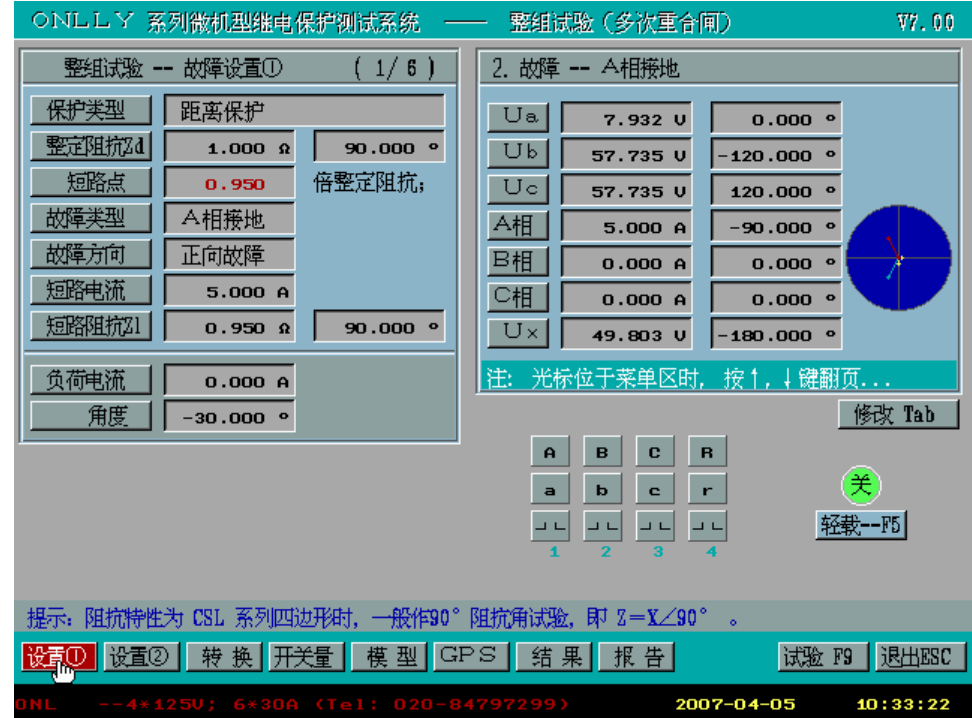 ONLLY 系列微机型继电保护测试系统 —— 整组试验(多次重合闸) V7.00
整组试验 -- 故障设置① ( 1/ 6 )
保护类型 距离保护
整定阻抗Zd 1.000 Ω 90.000 °
短路点 0.950 倍整定阻抗;
故障类型 A相接地
故障方向 正向故障
短路电流 5.000 A
短路阻抗Zl 0.950 Ω 90.000 °
负荷电流 0.000 A
角度 -30.000 °
2. 故障 -- A相接地
Ua 7.932 V 0.000 °
Ub 57.735 V -120.000 °
Uc 57.735 V 120.000 °
A相 5.000 A -90.000 °
B相 0.000 A 0.000 °
C相 0.000 A 0.000 °
Ux 49.803 V -180.000 °
注: 光标位于菜单区时, 按↑,↓键翻页...
修改 Tab
A B C R
a b c r
1 2 3 4
关
轻载--F5
提示: 阻抗特性为 CSL 系列四边形时, 一般作90°阻抗角试验, 即 Z=X∠90° 。
设置① 设置② 转 换 开关量 模 型 GPS 结 果 报 告 试验 F9 退出ESC
ONL --4*125V; 6*30A (Tel: 020-84797299) 2007-04-05 10:33:22